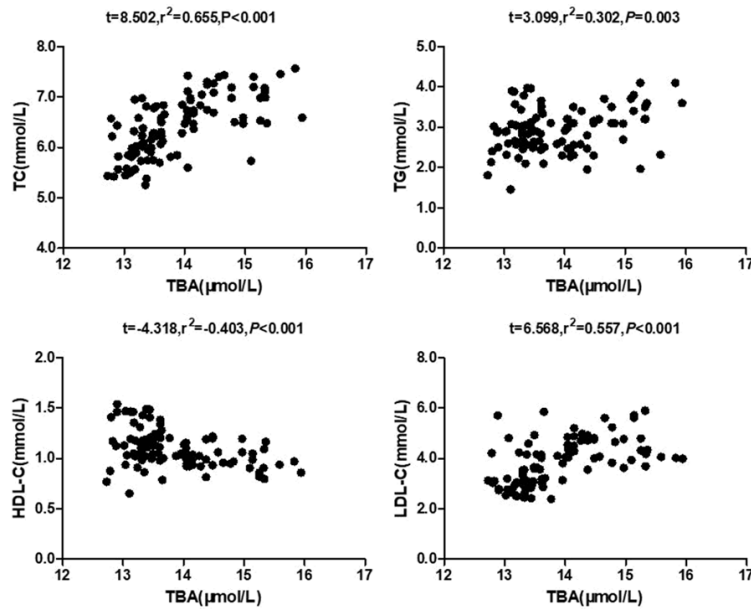 t=8.502,r²=0.655,P<0.001
8.0
7.0
6.0
5.0
4.0
TC(mmol/L)
12 13 14 15 16 17
TBA(μmol/L)
t=3.099,r²=0.302,P=0.003
5.0
4.0
3.0
2.0
1.0
0.0
TG(mmol/L)
12 13 14 15 16 17
TBA(μmol/L)
t=-4.318,r²=-0.403,P<0.001
2.0
1.5
1.0
0.5
0.0
HDL-C(mmol/L)
12 13 14 15 16 17
TBA(μmol/L)
t=6.568,r²=0.557,P<0.001
8.0
6.0
4.0
2.0
0.0
LDL-C(mmol/L)
12 13 14 15 16 17
TBA(μmol/L)